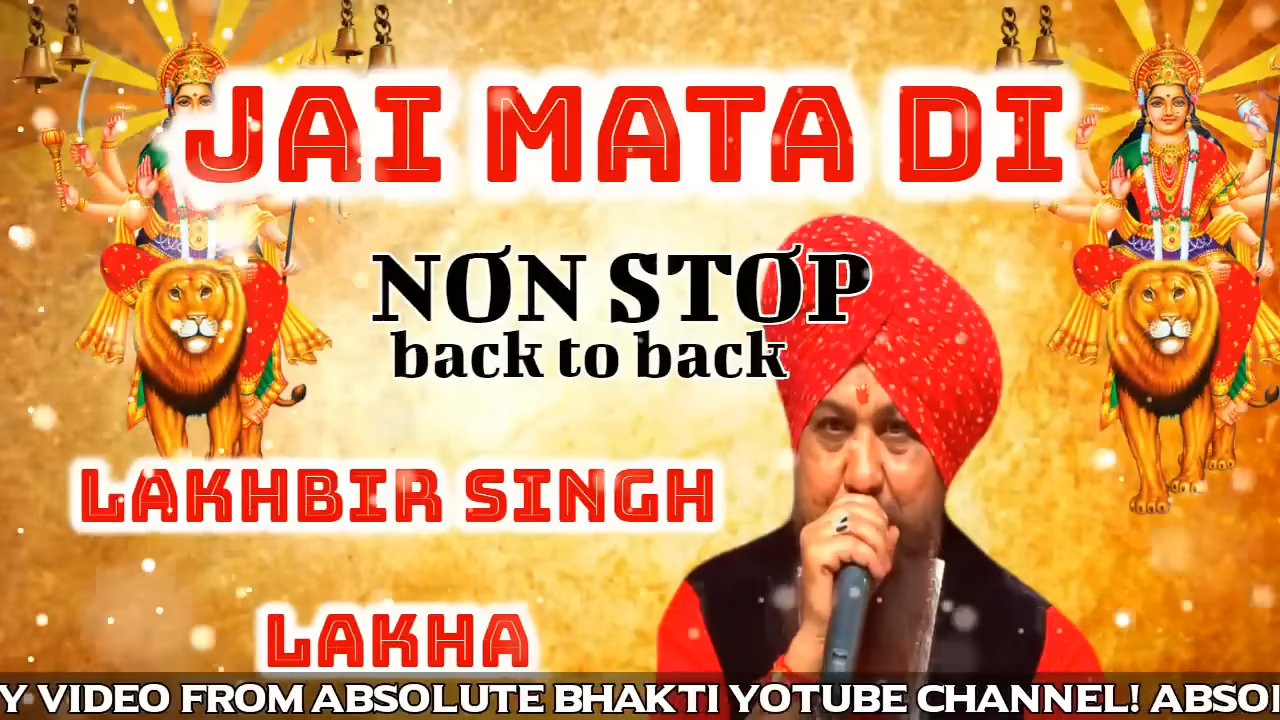 JAI MATA DI
NON STOP
back to back
LAKHBIR SINGH
LAKHA
VIDEO FROM ABSOLUTE BHAKTI YOTUBE CHANNEL!